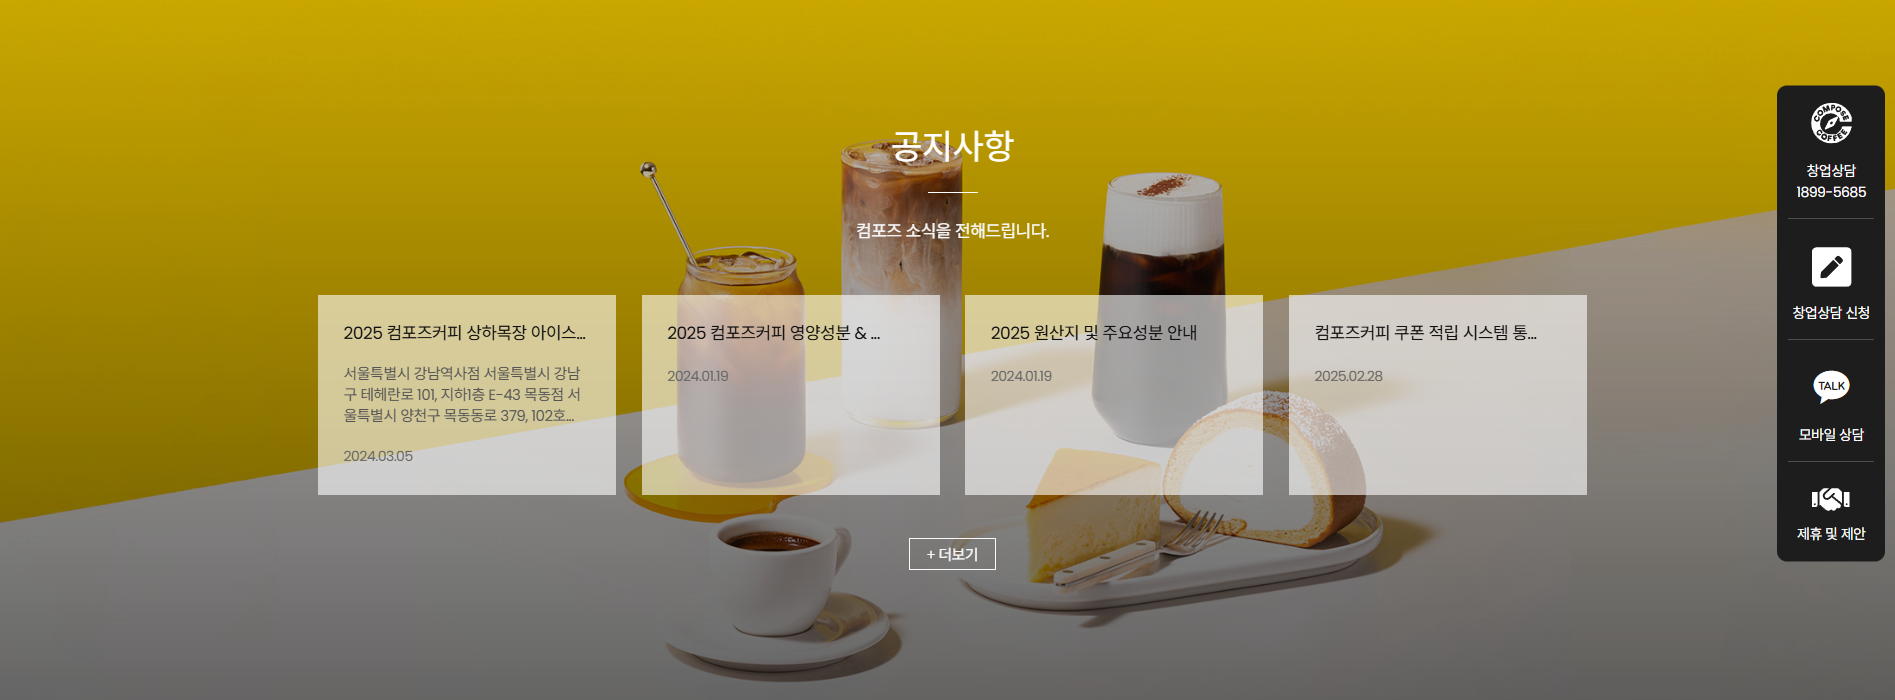 공지사항
컴포즈 소식을 전해드립니다.
2025 컴포즈커피 상하목장 아이스...
서울특별시 강남역사점 서울특별시 강남
구 테헤란로 101, 지하1층 E-43 목동점 서
울특별시 양천구 목동동로 379, 102호...
2024.03.05
2025 컴포즈커피 영양성분 & ...
2024.01.19
2025 원산지 및 주요성분 안내
2024.01.19
컴포즈커피 쿠폰 적립 시스템 통...
2025.02.28
+ 더보기
COMPOSE COFFEE
창업상담
1899-5685
창업상담 신청
TALK
모바일 상담
제휴 및 제안